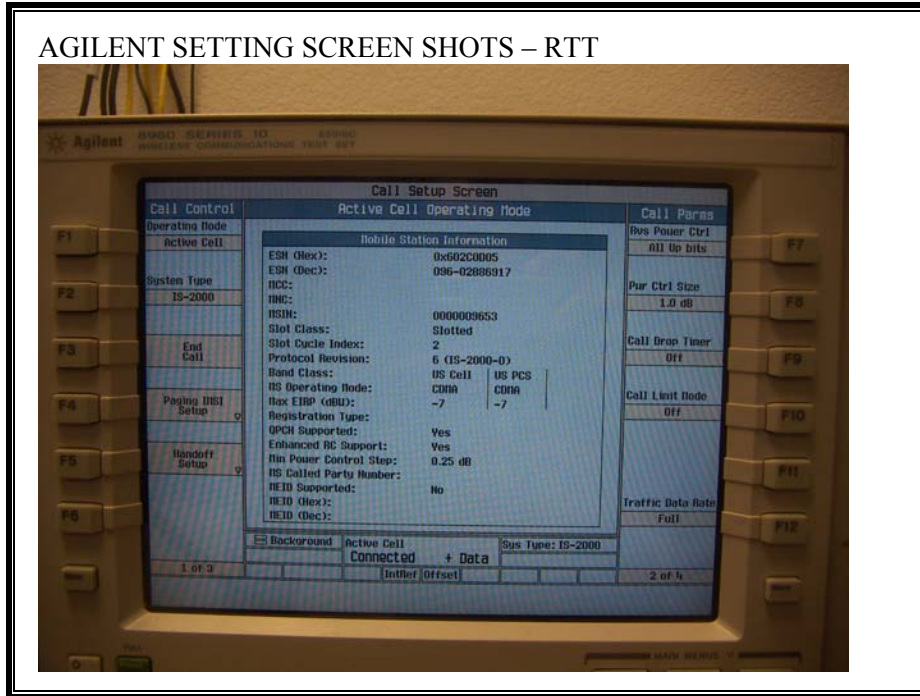 AGILENT SETTING SCREEN SHOTS – RTT
Agilent 8960 SERIES 10
WIRELESS COMMUNICATIONS TEST SET
Call Setup Screen
Call Control
Active Cell Operating Mode
Call Parms
Operating Mode
Active Cell
System Type
IS-2000
End
Call
Paging IMSI
Setup
Handoff
Setup
1 of 3
Mobile Station Information
ESN (Hex): 0x602C0005
ESN (Dec): 096-02886917
MCC:
MNC:
MSIN: 0000009653
Slot Class: Slotted
Slot Cycle Index: 2
Protocol Revision: 6 (IS-2000-0)
Band Class: US Cell US PCS
MS Operating Mode: CDMA CDMA
Max EIRP (dBW): -7 -7
Registration Type:
QPCH Supported: Yes
Enhanced RC Support: Yes
Min Power Control Step: 0.25 dB
MS Called Party Number:
MEID Supported: No
MEID (Hex):
MEID (Dec):
Background
Active Cell
Sys Type: IS-2000
Connected + Data
IntRef Offset
Rvs Power Ctrl
All Up bits
Pwr Ctrl Size
1.0 dB
Call Drop Timer
Off
Call Limit Mode
Off
Traffic Data Rate
Full
2 of 4
F1
F2
F3
F4
F5
F6
F7
F8
F9
F10
F11
F12
MAIN MENUS